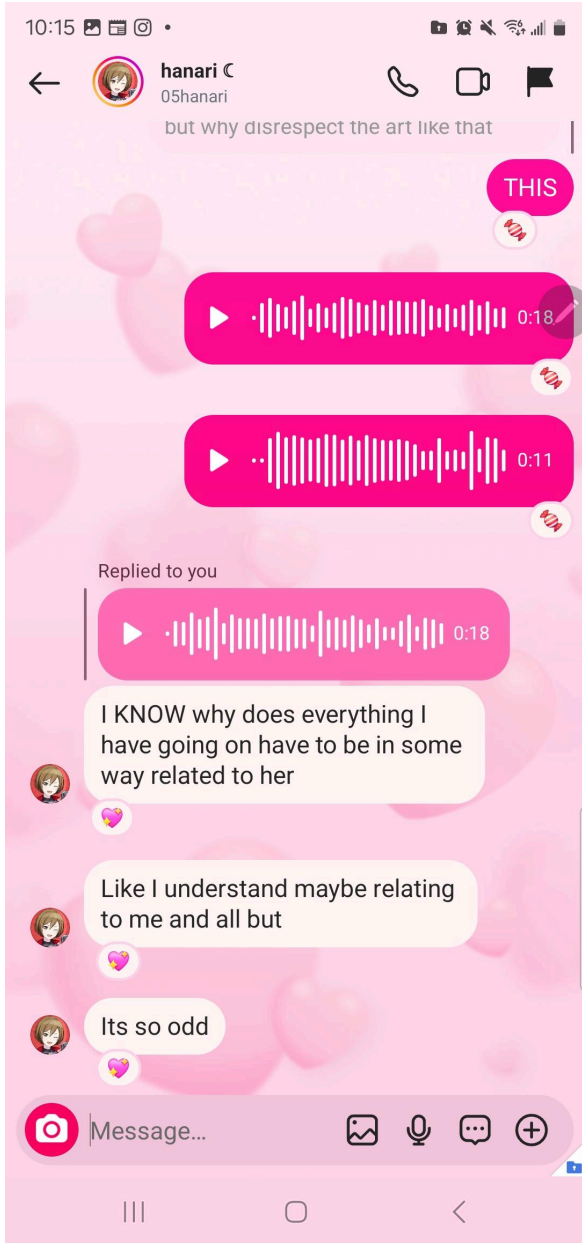 10:15
hanari ☾
05hanari
but why disrespect the art like that
THIS
0:18
0:11
Replied to you
0:18
I KNOW why does everything I
have going on have to be in some
way related to her
Like I understand maybe relating
to me and all but
Its so odd
Message...